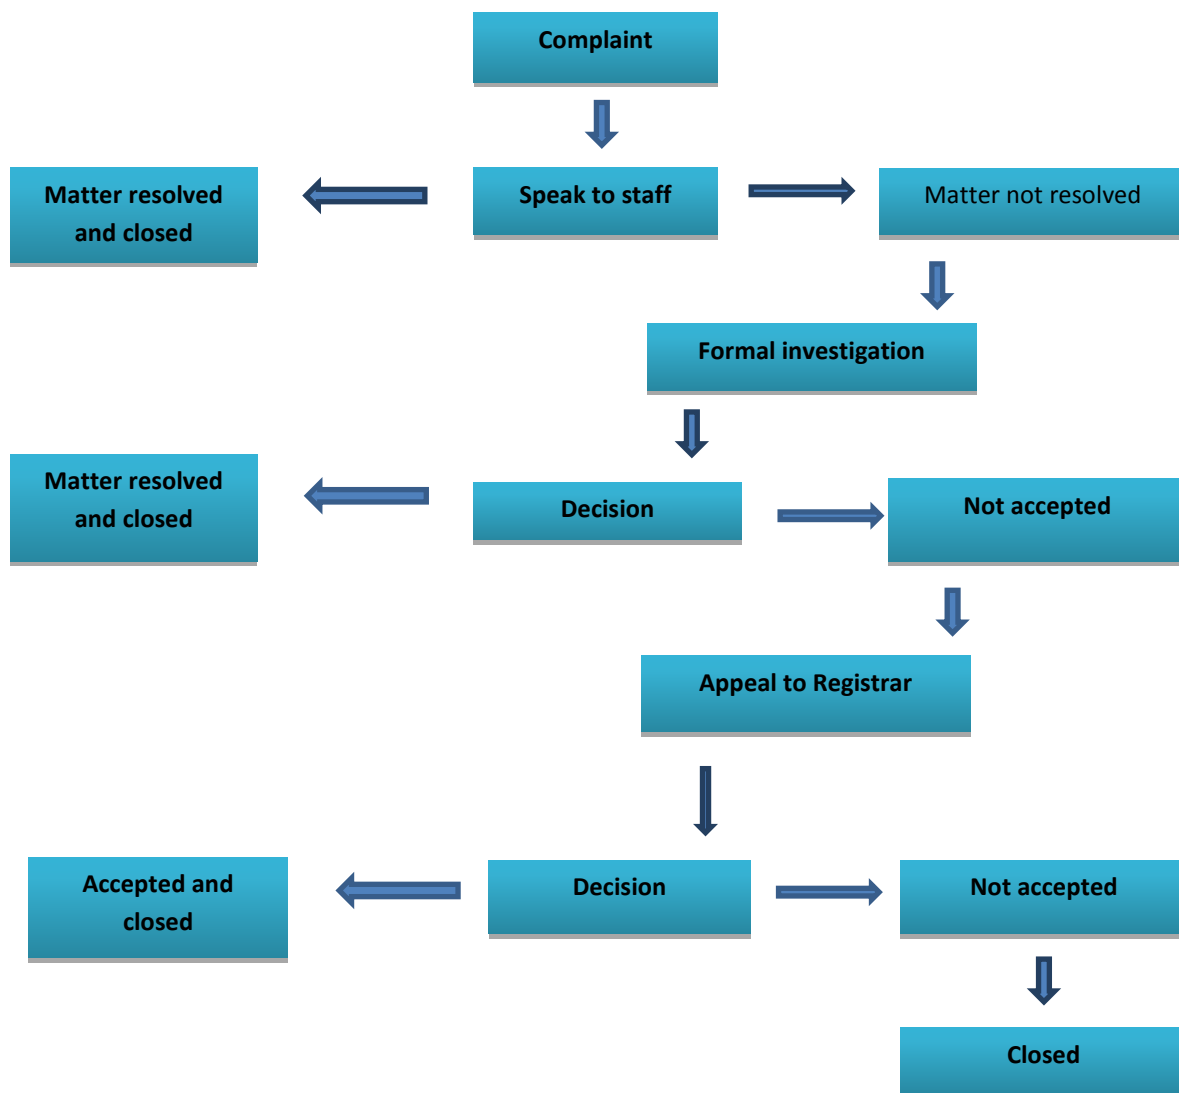 Complaint
Matter resolved
and closed
Speak to staff
Matter not resolved
Formal investigation
Matter resolved
and closed
Decision
Not accepted
Appeal to Registrar
Accepted and
closed
Decision
Not accepted
Closed